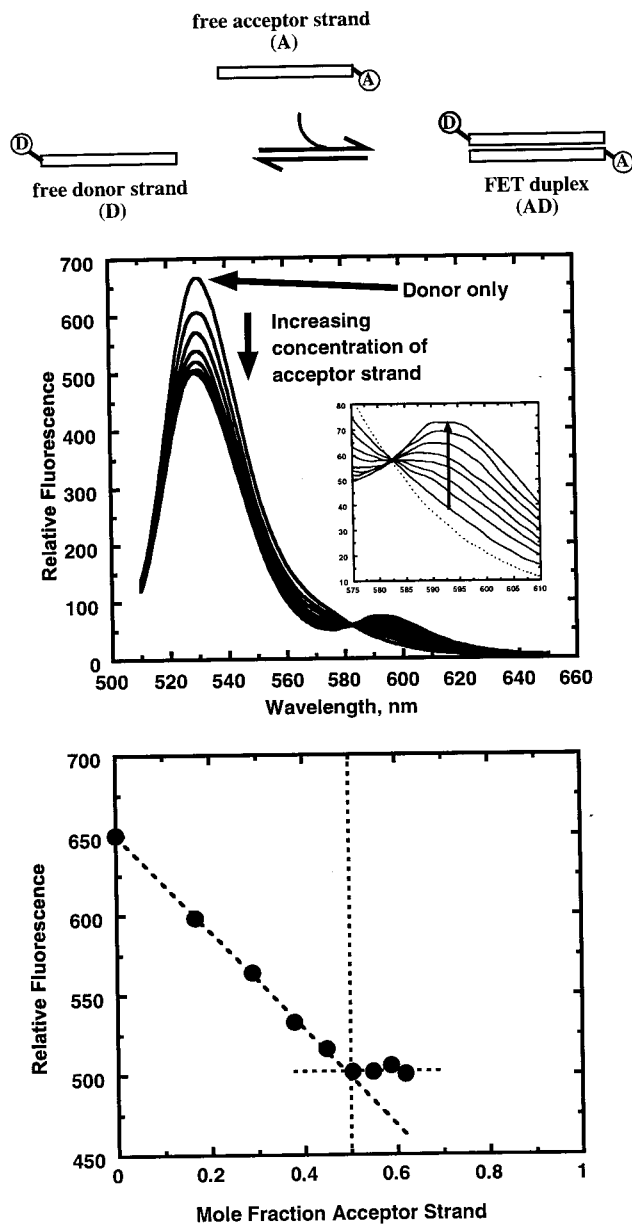 free acceptor strand
(A)
A
D
free donor strand
(D)
D
A
FET duplex
(AD)
700
600
500
400
300
200
100
0
Relative Fluorescence
Donor only
Increasing
concentration of
acceptor strand
80
70
60
50
40
30
20
10
575 580 585 590 595 600 605 610
500 520 540 560 580 600 620 640 660
Wavelength, nm
700
650
600
550
500
450
Relative Fluorescence
0 0.2 0.4 0.6 0.8 1
Mole Fraction Acceptor Strand